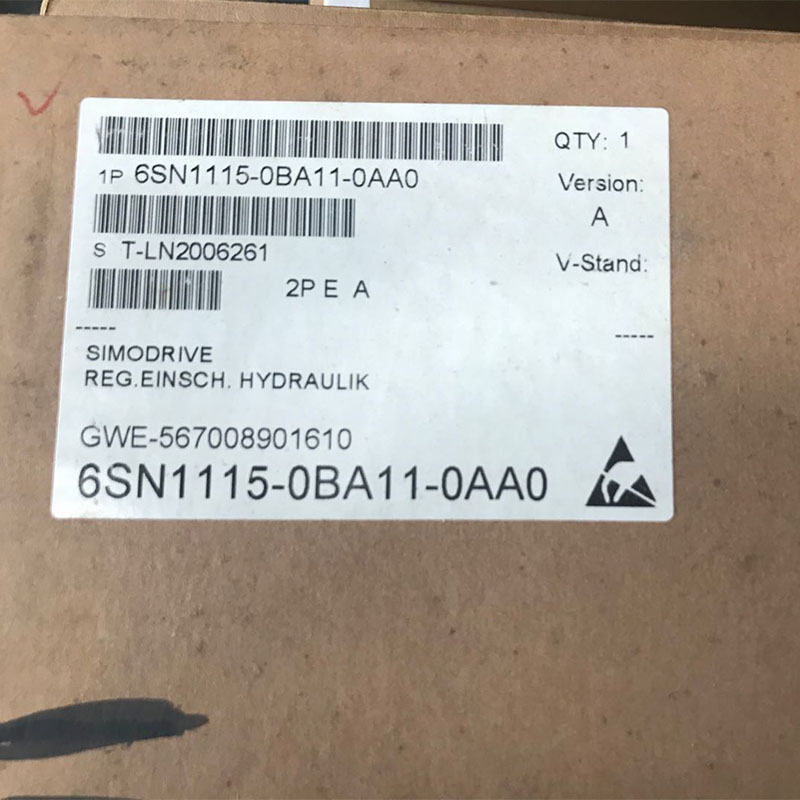 QTY: 1
1P 6SN1115-0BA11-0AA0
Version:
A
S T-LN2006261
V-Stand:
2P E A
-----
-----
SIMODRIVE
REG.EINSCH. HYDRAULIK
GWE-567008901610
6SN1115-0BA11-0AA0